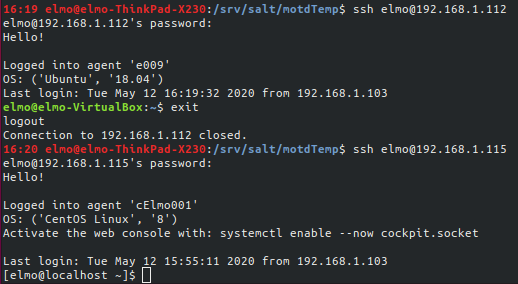 16:19 elmo@elmo-ThinkPad-X230:/srv/salt/motdTemp$ ssh elmo@192.168.1.112
elmo@192.168.1.112's password:
Hello!
Logged into agent 'e009'
OS: ('Ubuntu', '18.04')
Last login: Tue May 12 16:19:32 2020 from 192.168.1.103
elmo@elmo-VirtualBox:~$ exit
logout
Connection to 192.168.1.112 closed.
16:20 elmo@elmo-ThinkPad-X230:/srv/salt/motdTemp$ ssh elmo@192.168.1.115
elmo@192.168.1.115's password:
Hello!
Logged into agent 'cElmo001'
OS: ('CentOS Linux', '8')
Activate the web console with: systemctl enable --now cockpit.socket
Last login: Tue May 12 15:55:11 2020 from 192.168.1.103
[elmo@localhost ~]$